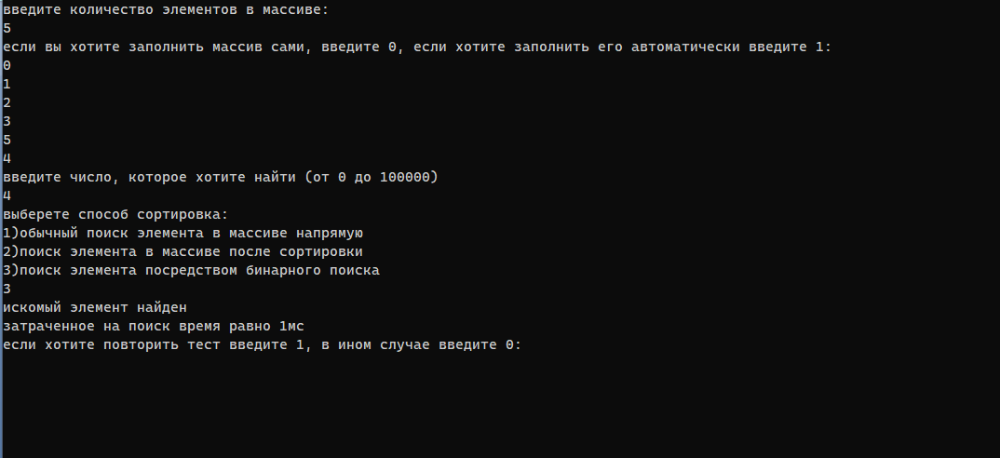 введите количество элементов в массиве:
5
если вы хотите заполнить массив сами, введите 0, если хотите заполнить его автоматически введите 1:
0
1
2
3
5
4
введите число, которое хотите найти (от 0 до 100000)
4
выберете способ сортировка:
1)обычный поиск элемента в массиве напрямую
2)поиск элемента в массиве после сортировки
3)поиск элемента посредством бинарного поиска
3
искомый элемент найден
затраченное на поиск время равно 1мс
если хотите повторить тест введите 1, в ином случае введите 0: